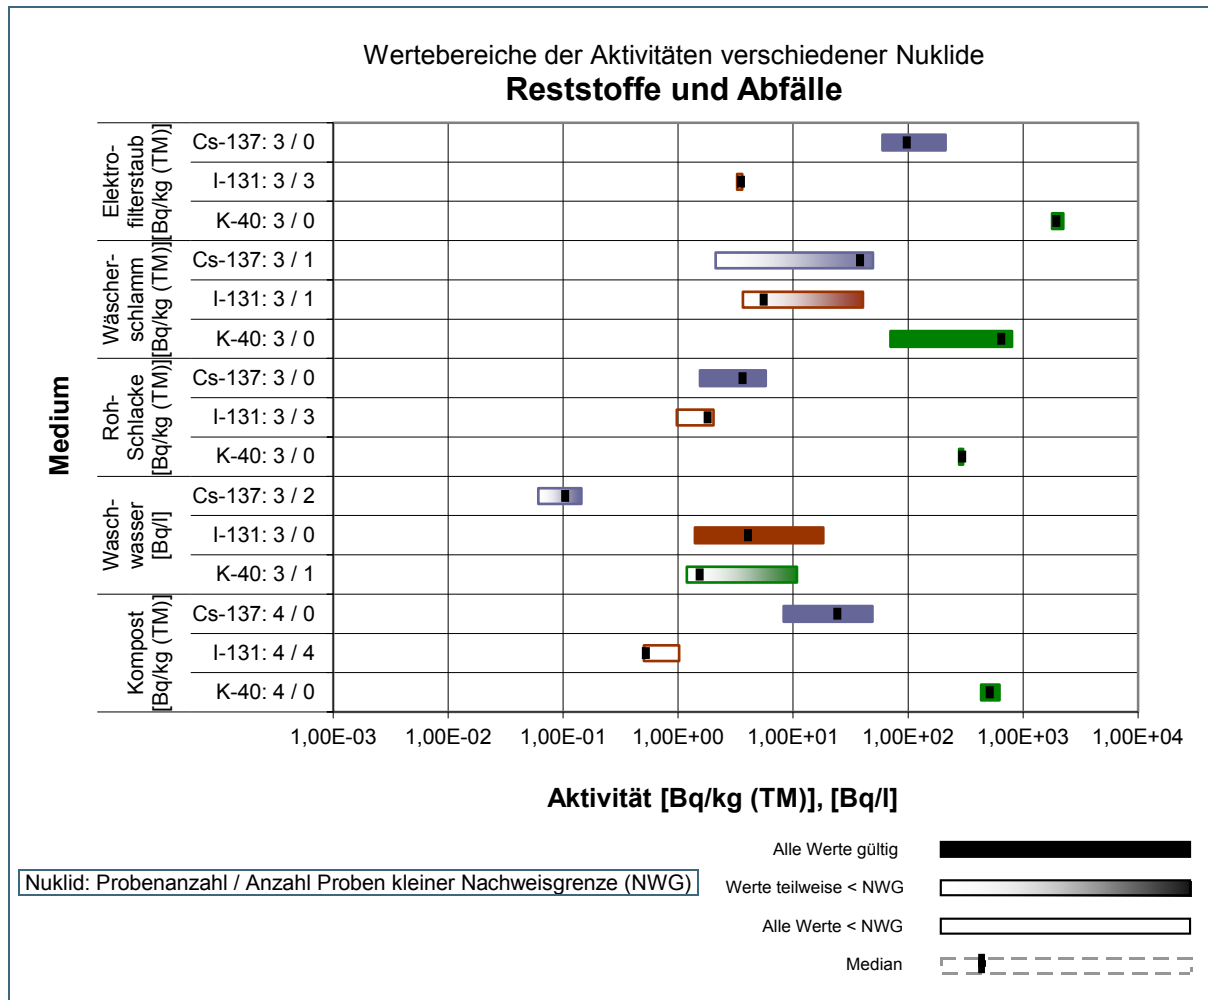 Wertebereiche der Aktivitäten verschiedener Nuklide
Reststoffe und Abfälle
Medium
Elektro-
filterstaub
[Bq/kg (TM)]
Cs-137: 3 / 0
I-131: 3 / 3
K-40: 3 / 0
Wäscher-
schlamm
[Bq/kg (TM)]
Cs-137: 3 / 1
I-131: 3 / 1
K-40: 3 / 0
Roh-
Schlacke
[Bq/kg (TM)]
Cs-137: 3 / 0
I-131: 3 / 3
K-40: 3 / 0
Wasch-
wasser
[Bq/l]
Cs-137: 3 / 2
I-131: 3 / 0
K-40: 3 / 1
Kompost
[Bq/kg (TM)]
Cs-137: 4 / 0
I-131: 4 / 4
K-40: 4 / 0
1,00E-03 1,00E-02 1,00E-01 1,00E+00 1,00E+01 1,00E+02 1,00E+03 1,00E+04
Aktivität [Bq/kg (TM)], [Bq/l]
Nuklid: Probenanzahl / Anzahl Proben kleiner Nachweisgrenze (NWG)
Alle Werte gültig
Werte teilweise < NWG
Alle Werte < NWG
Median